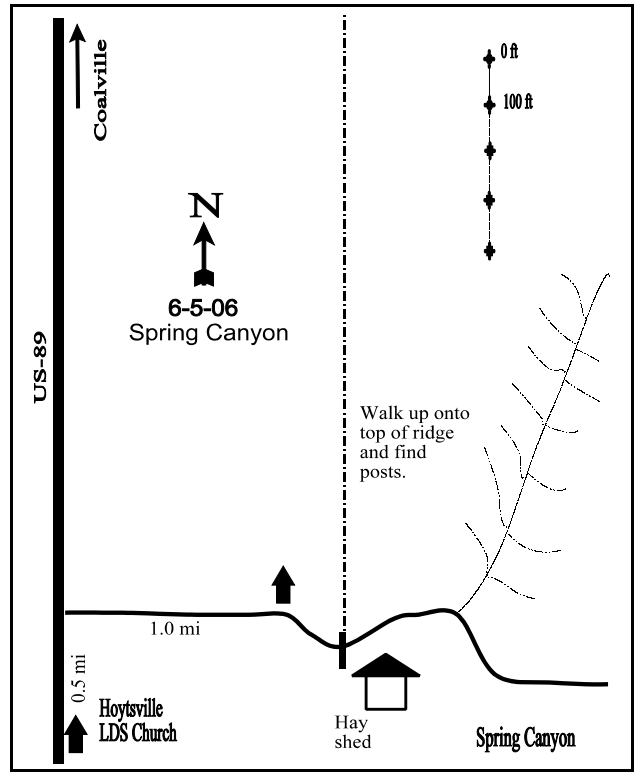 0 ft
100 ft
Coalville
N
6-5-06
Spring Canyon
US-89
Walk up onto
top of ridge
and find
posts.
1.0 mi
0.5 mi
Hoytsville
LDS Church
Hay
shed
Spring Canyon